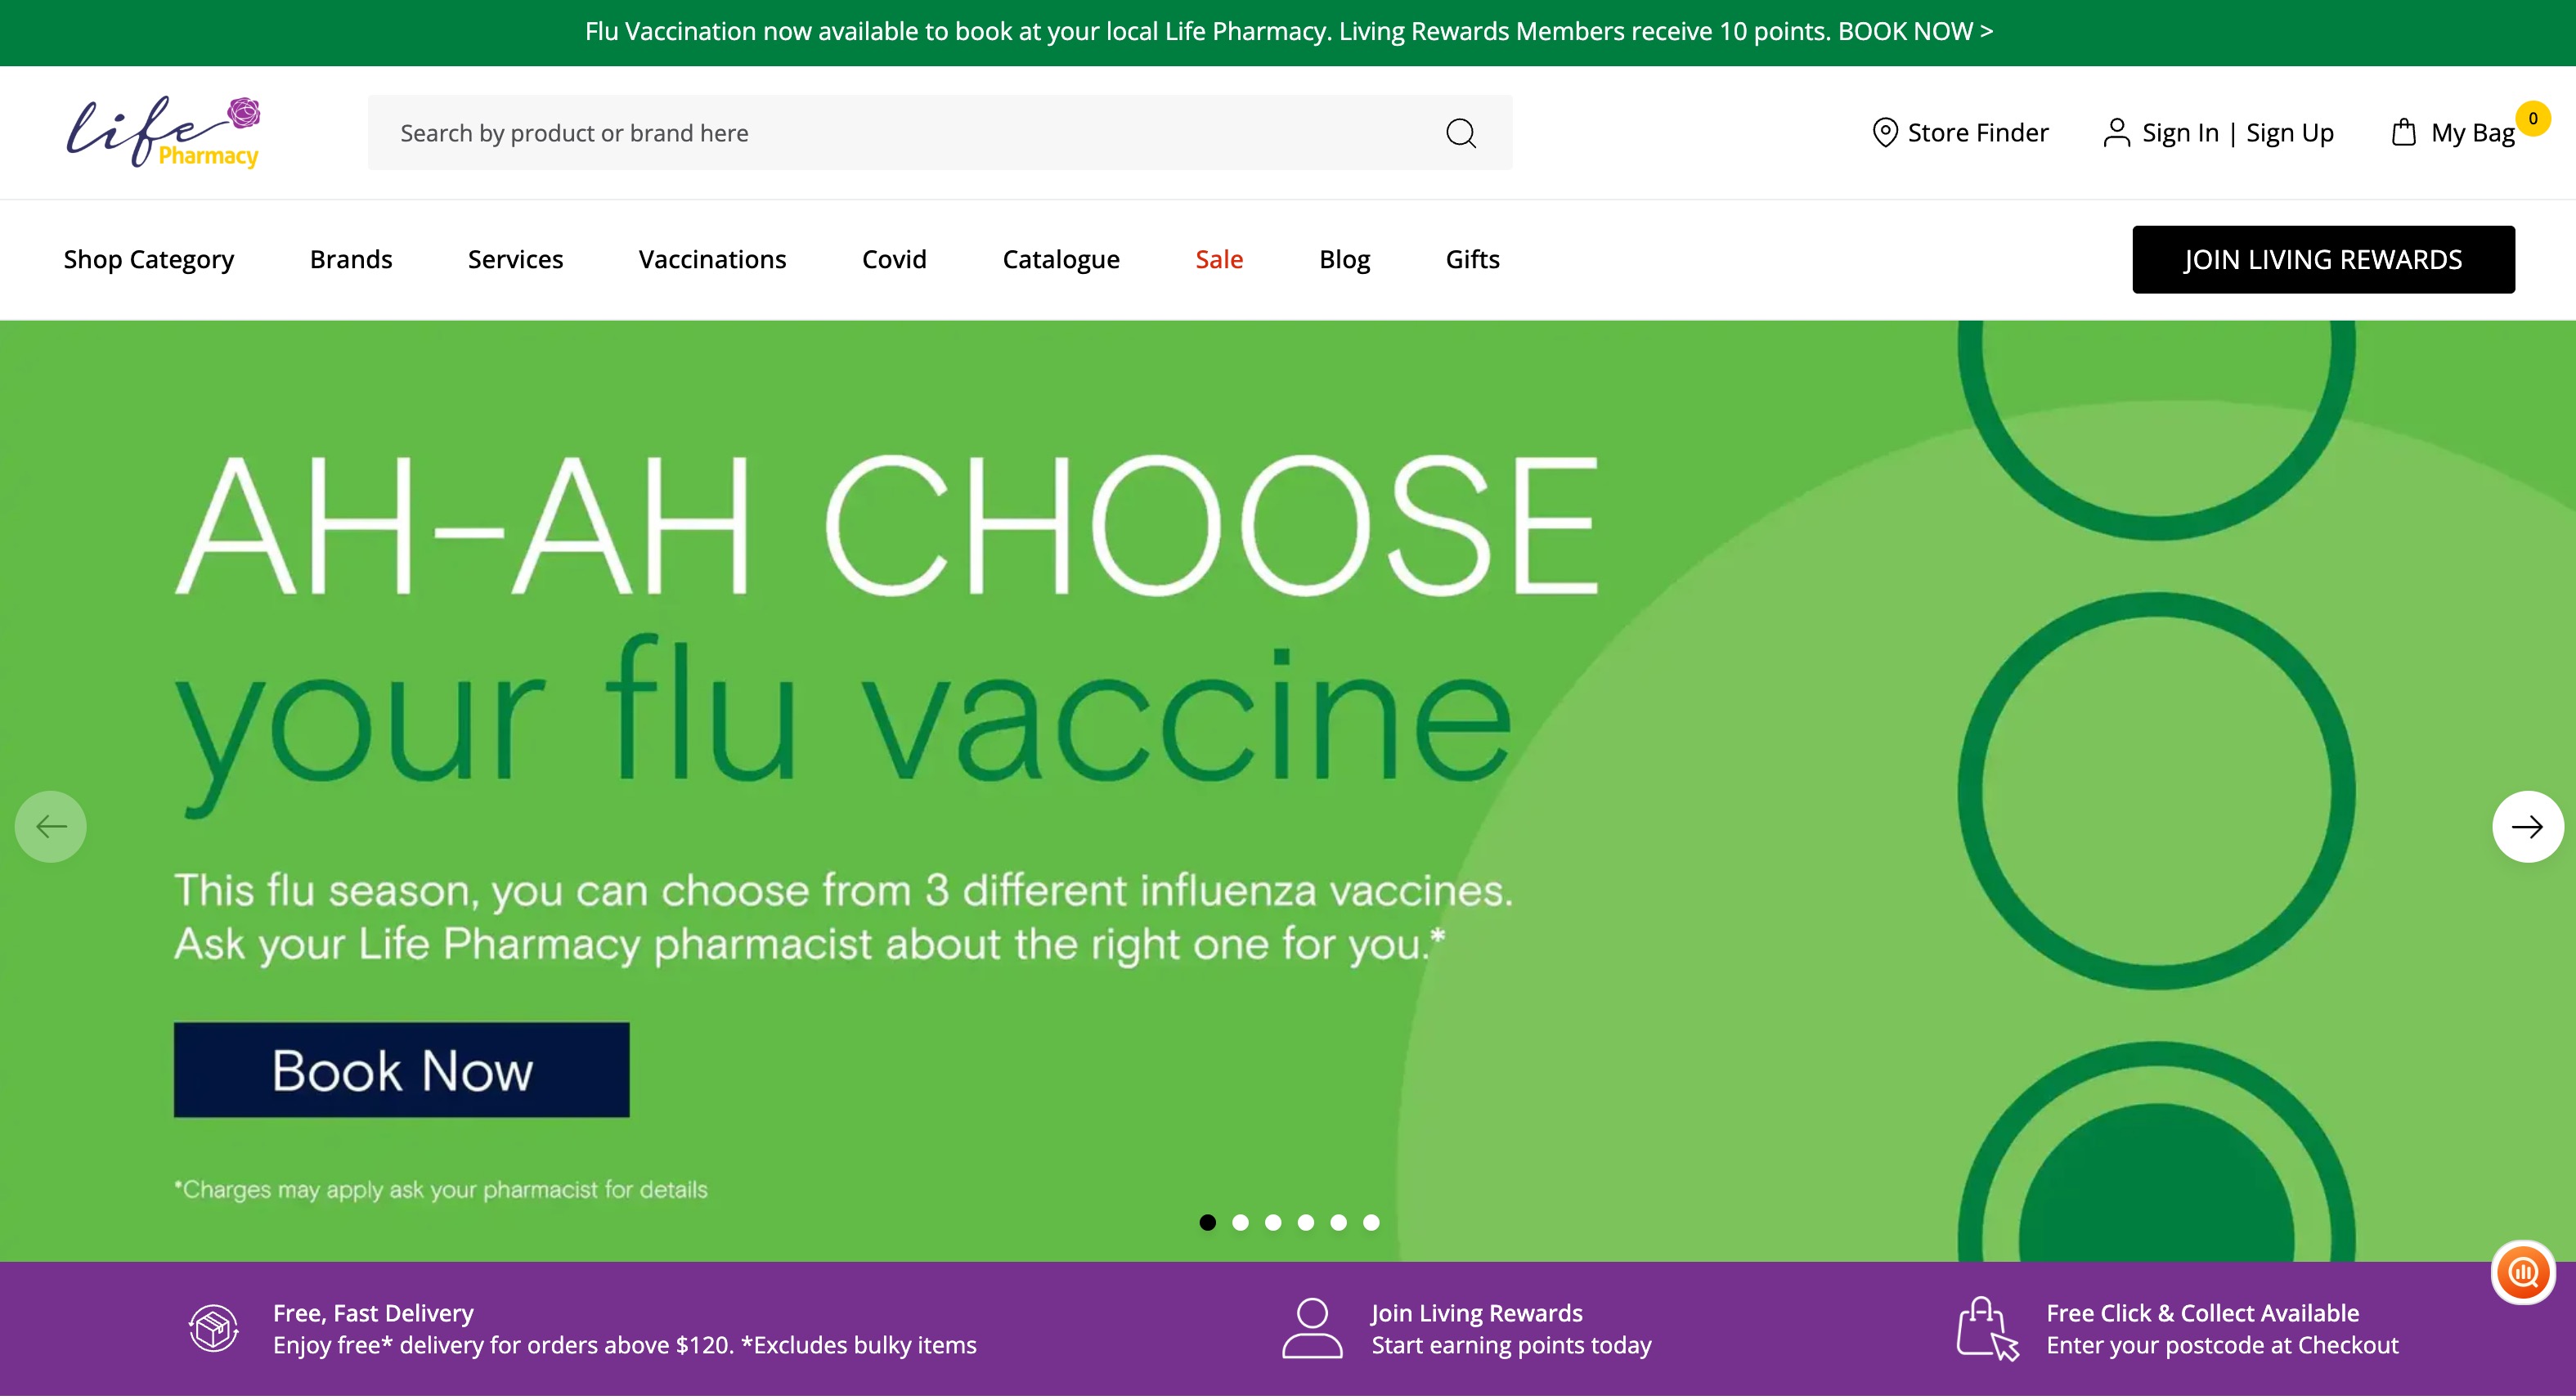 Flu Vaccination now available to book at your local Life Pharmacy. Living Rewards Members receive 10 points. BOOK NOW >
life
Pharmacy
Search by product or brand here
Store Finder
Sign In | Sign Up
My Bag
0
Shop Category
Brands
Services
Vaccinations
Covid
Catalogue
Sale
Blog
Gifts
JOIN LIVING REWARDS
AH-AH CHOOSE
your flu vaccine
This flu season, you can choose from 3 different influenza vaccines.
Ask your Life Pharmacy pharmacist about the right one for you.*
Book Now
*Charges may apply ask your pharmacist for details
Free, Fast Delivery
Enjoy free* delivery for orders above $120. *Excludes bulky items
Join Living Rewards
Start earning points today
Free Click & Collect Available
Enter your postcode at Checkout